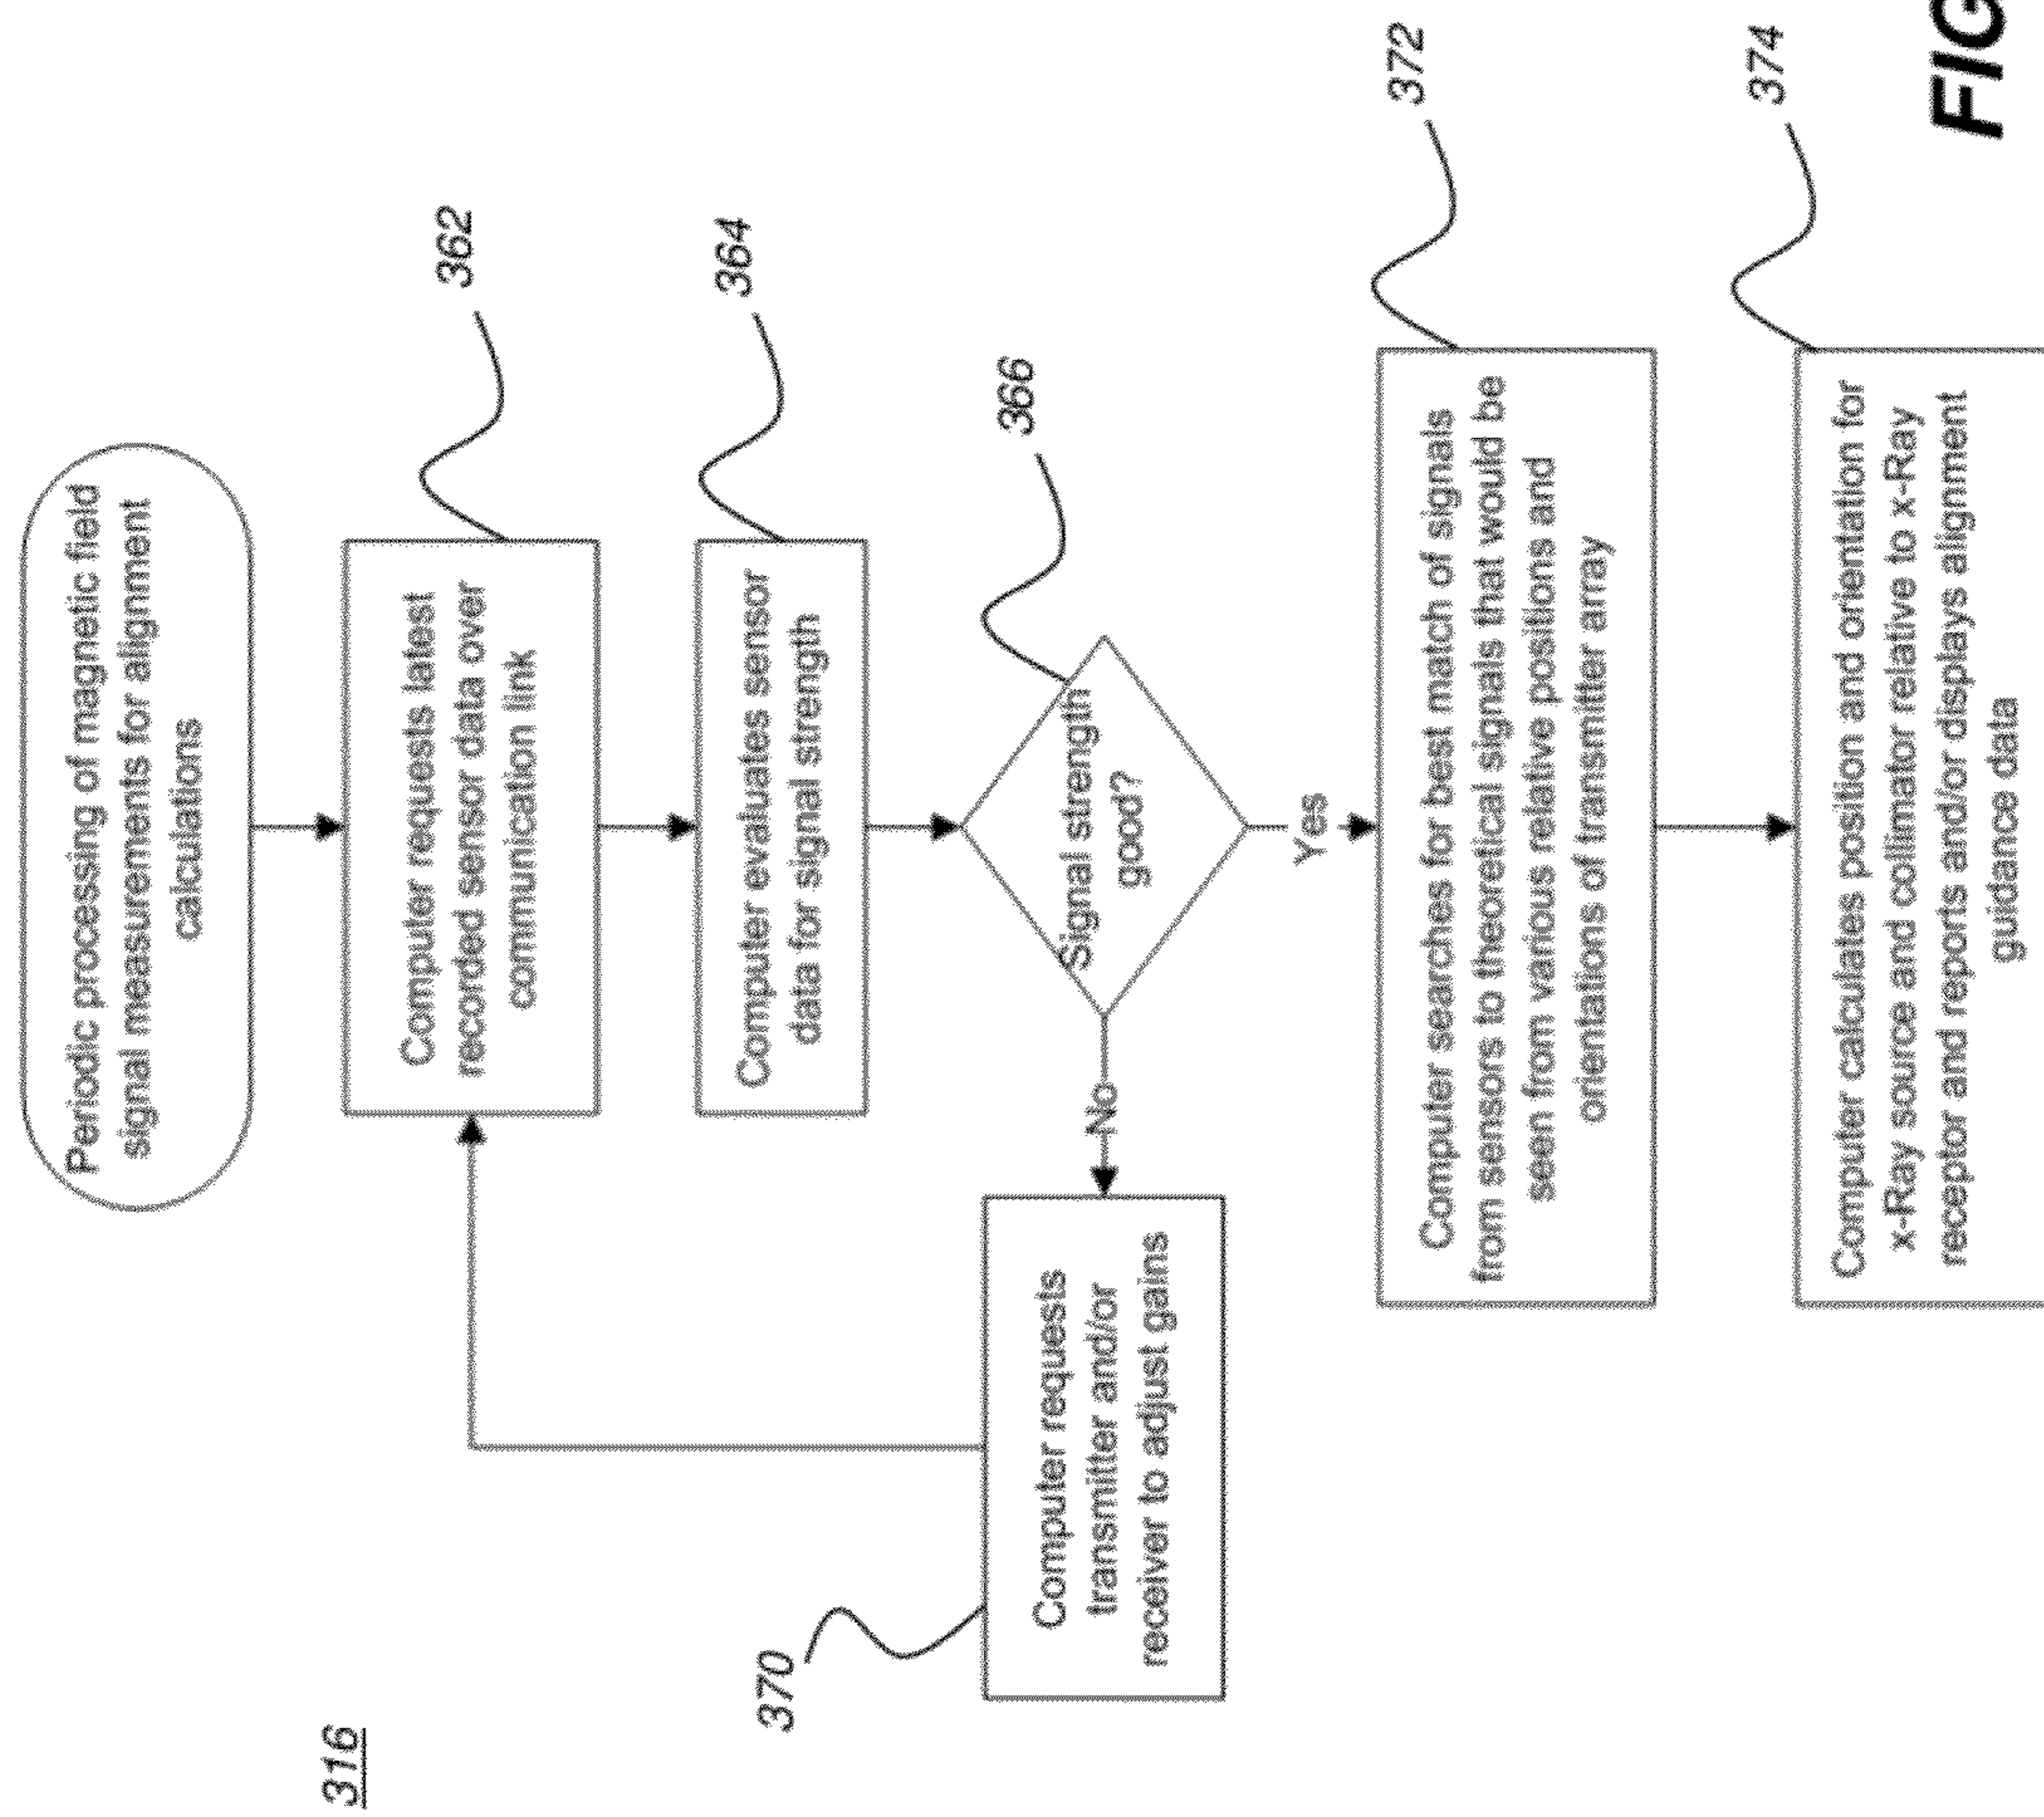 316
Periodic processing of magnetic field
signal measurements for alignment
calculations
362
Computer requests latest
recorded sensor data over
communication link
364
Computer evaluates sensor
data for signal strength
366
Signal strength
good?
No
Yes
370
Computer requests
transmitter and/or
receiver to adjust gains
372
Computer searches for best match of signals
from sensors to theoretical signals that would be
seen from various relative positions and
orientations of transmitter array
374
Computer calculates position and orientation for
x-Ray source and collimator relative to x-Ray
receptor and reports and/or displays alignment
guidance data
FIG